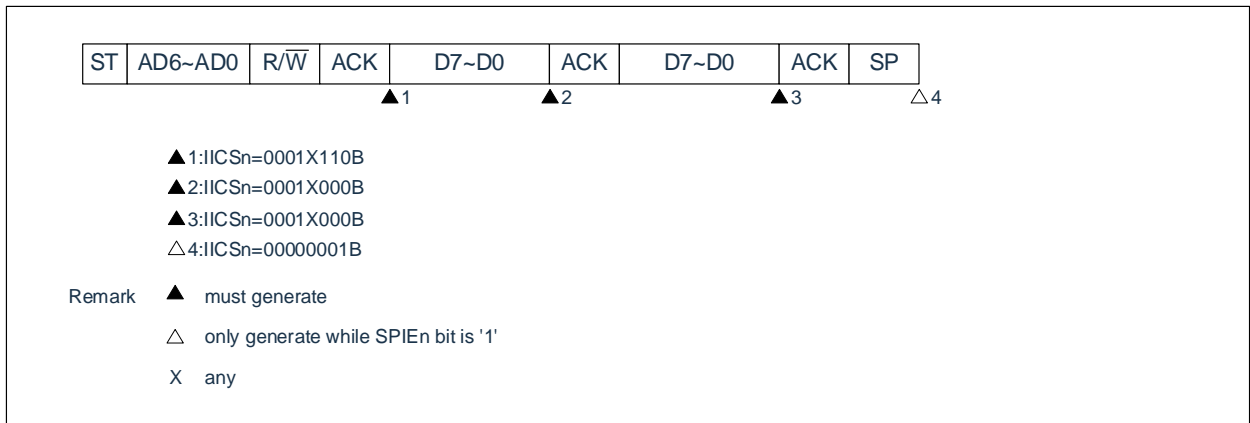 ST AD6~AD0 R/W̅ ACK D7~D0 ACK D7~D0 ACK SP
▲1 ▲2 ▲3 △4
▲1:IICSn=0001X110B
▲2:IICSn=0001X000B
▲3:IICSn=0001X000B
△4:IICSn=00000001B
Remark ▲ must generate
△ only generate while SPIEn bit is '1'
X any